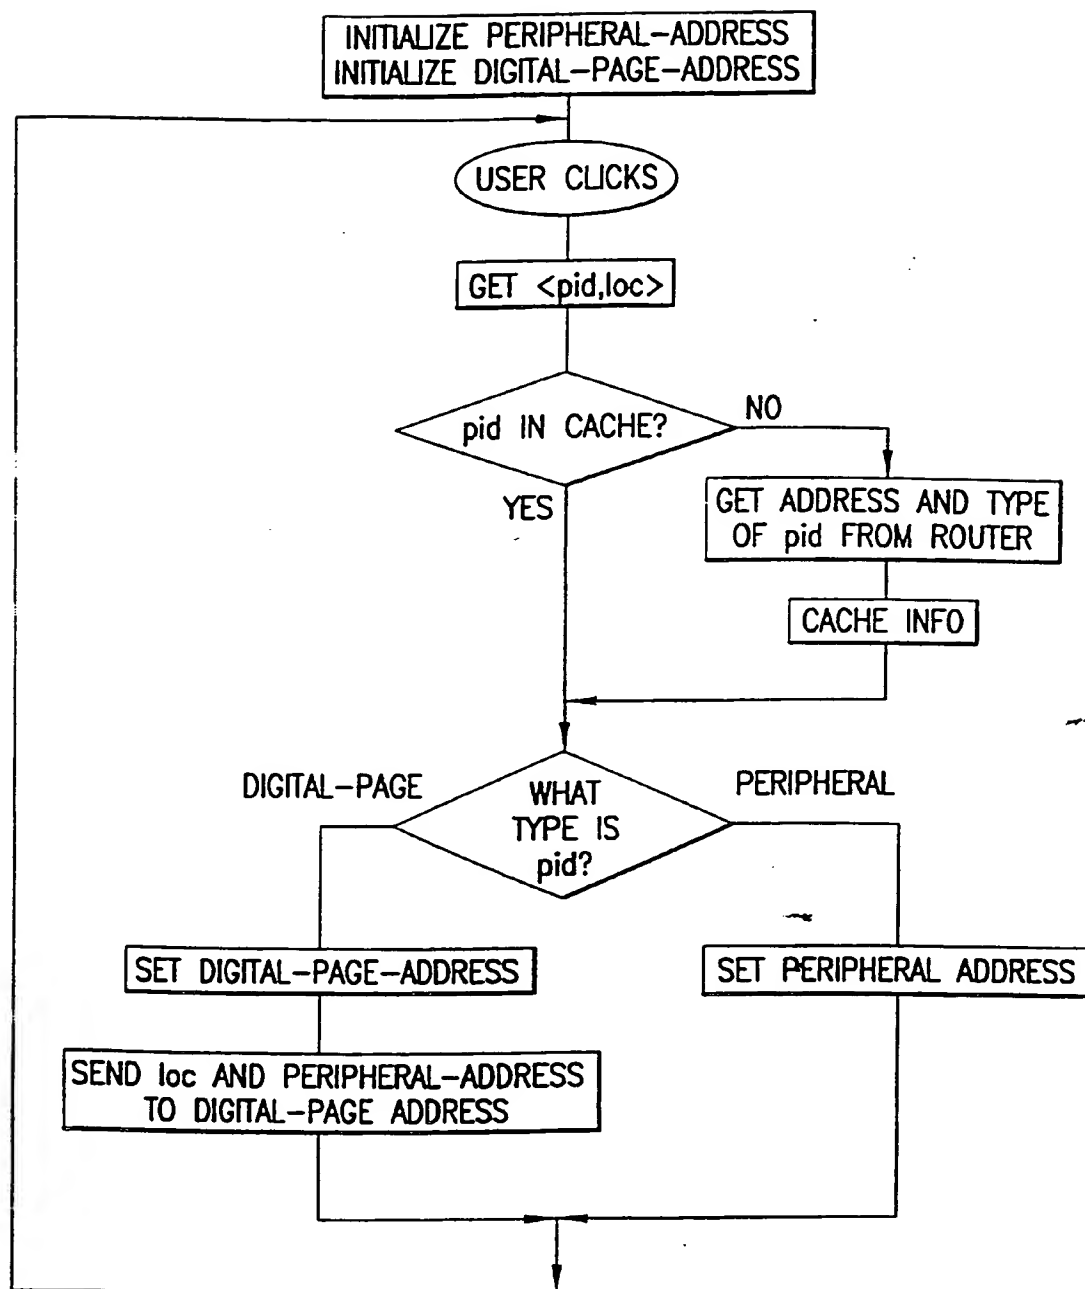 INITIALIZE PERIPHERAL-ADDRESS
INITIALIZE DIGITAL-PAGE-ADDRESS
USER CLICKS
GET <pid,loc>
pid IN CACHE?
NO
YES
GET ADDRESS AND TYPE
OF pid FROM ROUTER
CACHE INFO
DIGITAL-PAGE
WHAT
TYPE IS
pid?
PERIPHERAL
SET DIGITAL-PAGE-ADDRESS
SET PERIPHERAL ADDRESS
SEND loc AND PERIPHERAL-ADDRESS
TO DIGITAL-PAGE ADDRESS